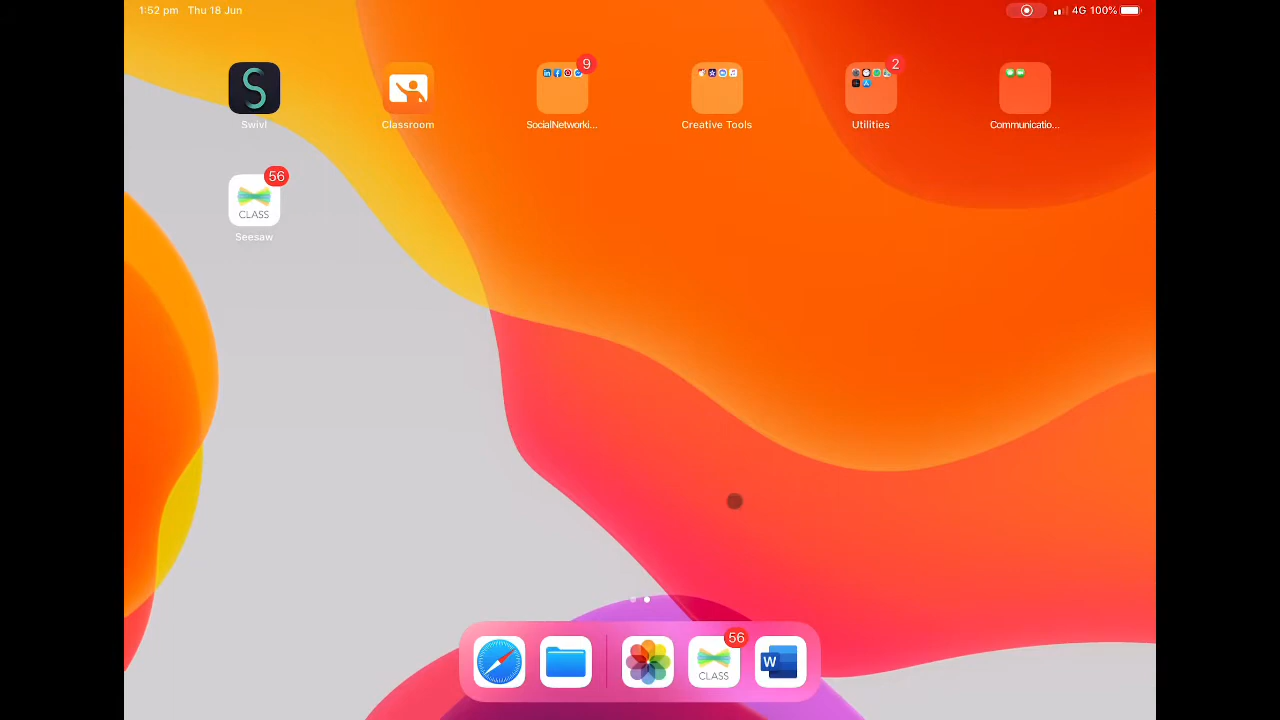 1:52 pm Thu 18 Jun
4G 100%
9
2
Swivl
Classroom
SocialNetworki...
Creative Tools
Utilities
Communicatio...
56
CLASS
Seesaw
56
CLASS
W